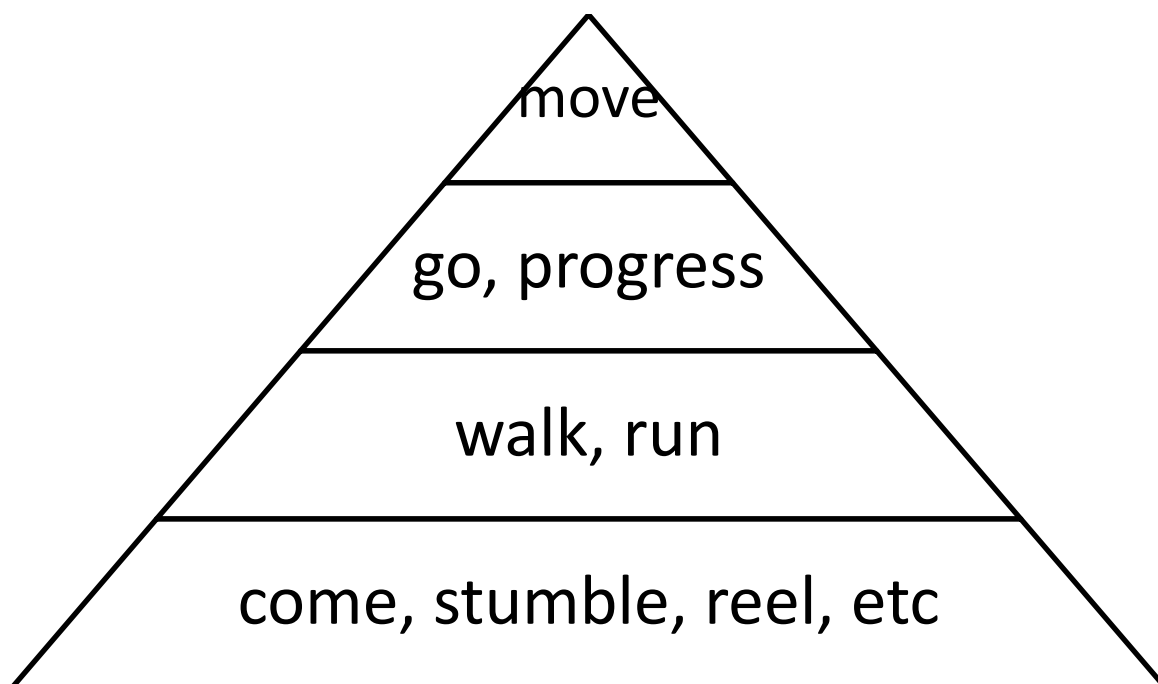 move
go, progress
walk, run
come, stumble, reel, etc